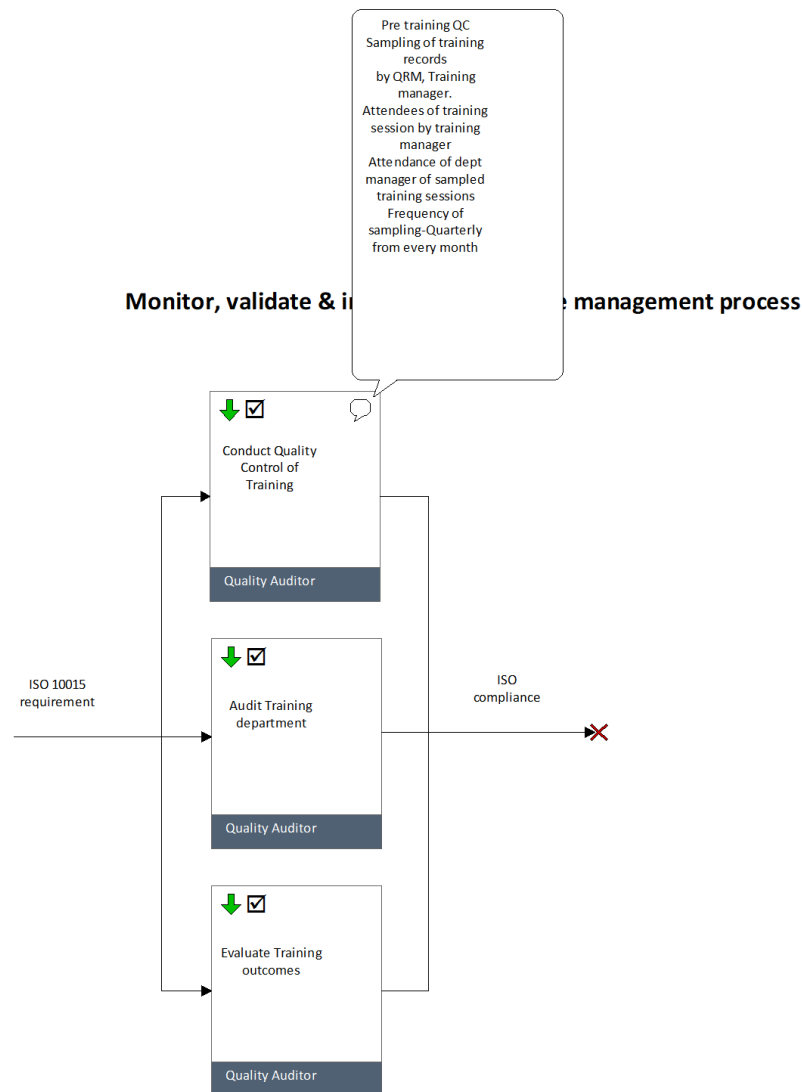 Pre training QC
Sampling of training
records
by QRM, Training
manager.
Attendees of training
session by training
manager
Attendance of dept
manager of sampled
training sessions
Frequency of
sampling-Quarterly
from every month
Monitor, validate & management process
Conduct Quality
Control of
Training
Quality Auditor
ISO 10015
requirement
Audit Training
department
Quality Auditor
ISO
compliance
Evaluate Training
outcomes
Quality Auditor